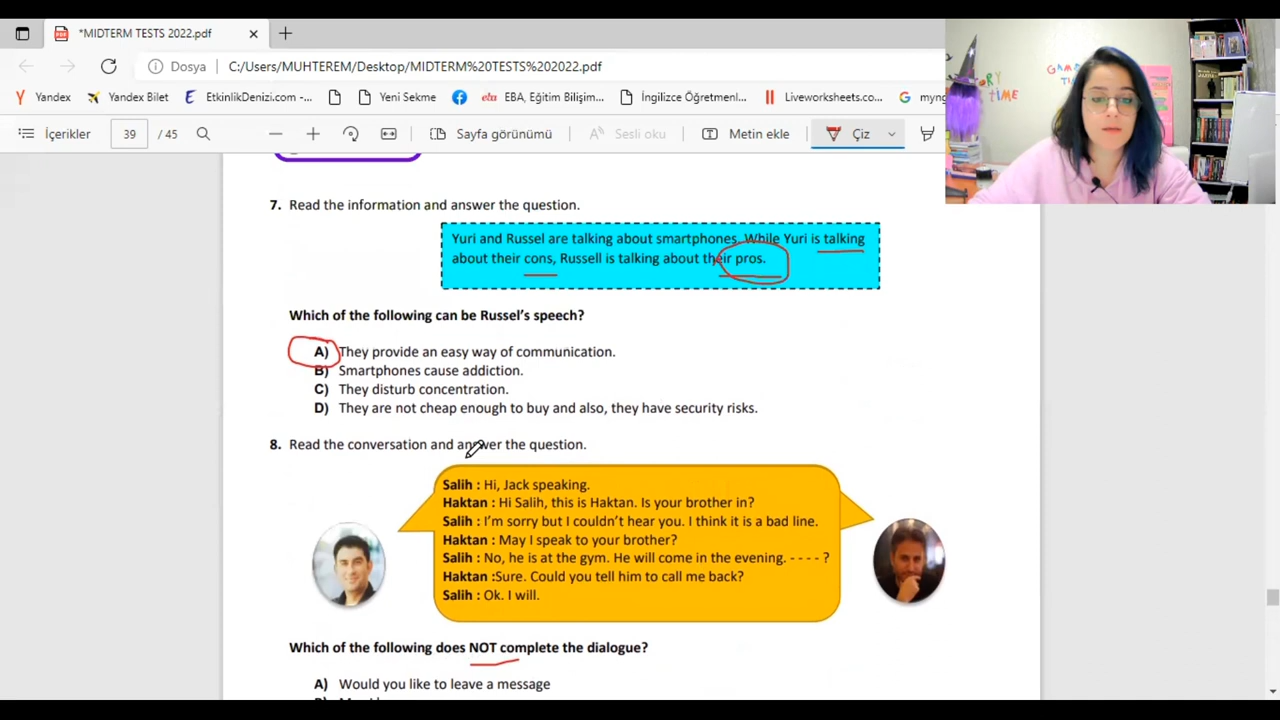 *MIDTERM TESTS 2022.pdf
Dosya
C:/Users/MUHTEREM/Desktop/MIDTERM%20TESTS%202022.pdf
Yandex
Yandex Bilet
EtkinlikDenizi.com -...
Yeni Sekme
eba
EBA, Eğitim Bilişim...
İngilizce Öğretmenl...
Liveworksheets.co...
myng
İçerikler
39
/ 45
Sayfa görünümü
Sesli oku
Metin ekle
Çiz
TIME
7. Read the information and answer the question.
Yuri and Russel are talking about smartphones. While Yuri is talking
about their cons, Russell is talking about their pros.
Which of the following can be Russel's speech?
A) They provide an easy way of communication.
B) Smartphones cause addiction.
C) They disturb concentration.
D) They are not cheap enough to buy and also, they have security risks.
8. Read the conversation and answer the question.
Salih : Hi, Jack speaking.
Haktan : Hi Salih, this is Haktan. Is your brother in?
Salih : I'm sorry but I couldn't hear you. I think it is a bad line.
Haktan : May I speak to your brother?
Salih : No, he is at the gym. He will come in the evening. - - - - ?
Haktan :Sure. Could you tell him to call me back?
Salih : Ok. I will.
Which of the following does NOT complete the dialogue?
A) Would you like to leave a message